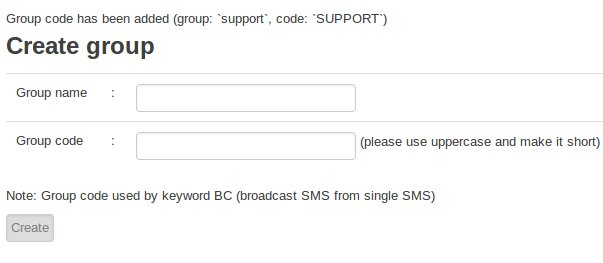 Group code has been added (group: `support`, code: `SUPPORT`)
Create group
Group name :
Group code : (please use uppercase and make it short)
Note: Group code used by keyword BC (broadcast SMS from single SMS)
Create